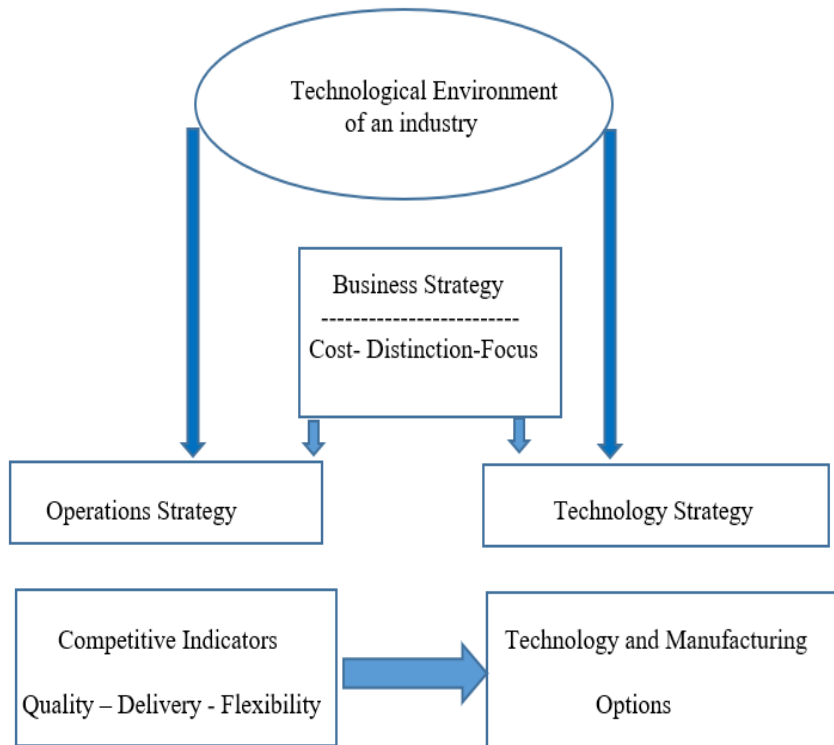 Technological Environment
of an industry
Business Strategy
-------------------------
Cost- Distinction-Focus
Operations Strategy
Technology Strategy
Competitive Indicators
Quality – Delivery - Flexibility
Technology and Manufacturing
Options